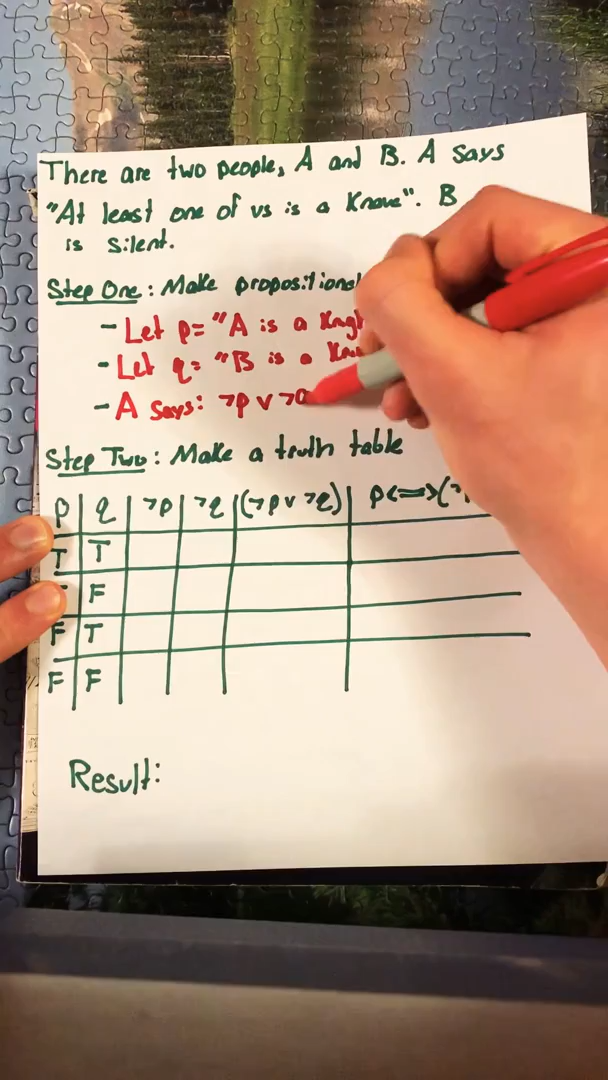 There are two people, A and B. A says
"At least one of us is a Knave". B
is silent.
Step One: Make propositional
- Let p= "A is a
- Let q= "B is a
- A says: ¬p ∨ ¬q
Step Two: Make a truth table
p q ¬p ¬q (¬p ∨ ¬q) p<=>(¬
T T
F
F T
F F
Result: